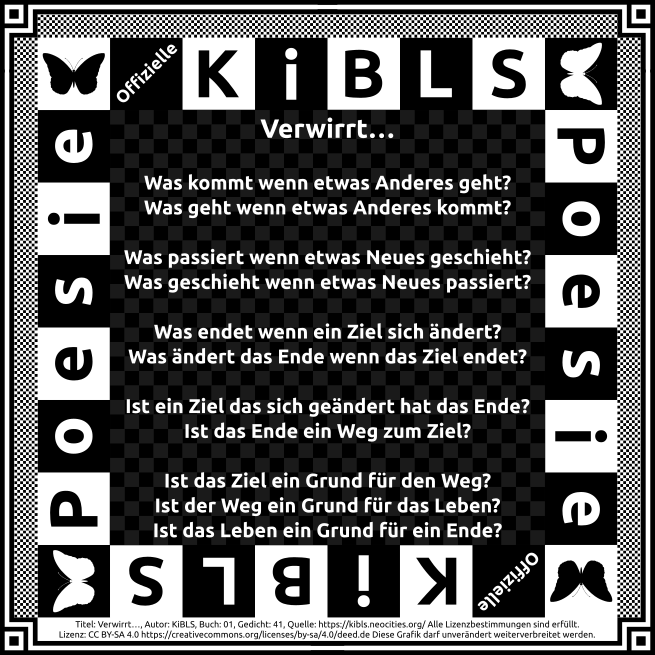 Offizielle KiBLS
Poesie
Poesie
Verwirrt...
Was kommt wenn etwas Anderes geht?
Was geht wenn etwas Anderes kommt?
Was passiert wenn etwas Neues geschieht?
Was geschieht wenn etwas Neues passiert?
Was endet wenn ein Ziel sich ändert?
Was ändert das Ende wenn das Ziel endet?
Ist ein Ziel das sich geändert hat das Ende?
Ist das Ende ein Weg zum Ziel?
Ist das Ziel ein Grund für den Weg?
Ist der Weg ein Grund für das Leben?
Ist das Leben ein Grund für ein Ende?
Offizielle KiBLS
Titel: Verwirrt..., Autor: KiBLS, Buch: 01, Gedicht: 41, Quelle: https://kibls.neocities.org/ Alle Lizenzbestimmungen sind erfüllt.
Lizenz: CC BY-SA 4.0 https://creativecommons.org/licenses/by-sa/4.0/deed.de Diese Grafik darf unverändert weiterverbreitet werden.